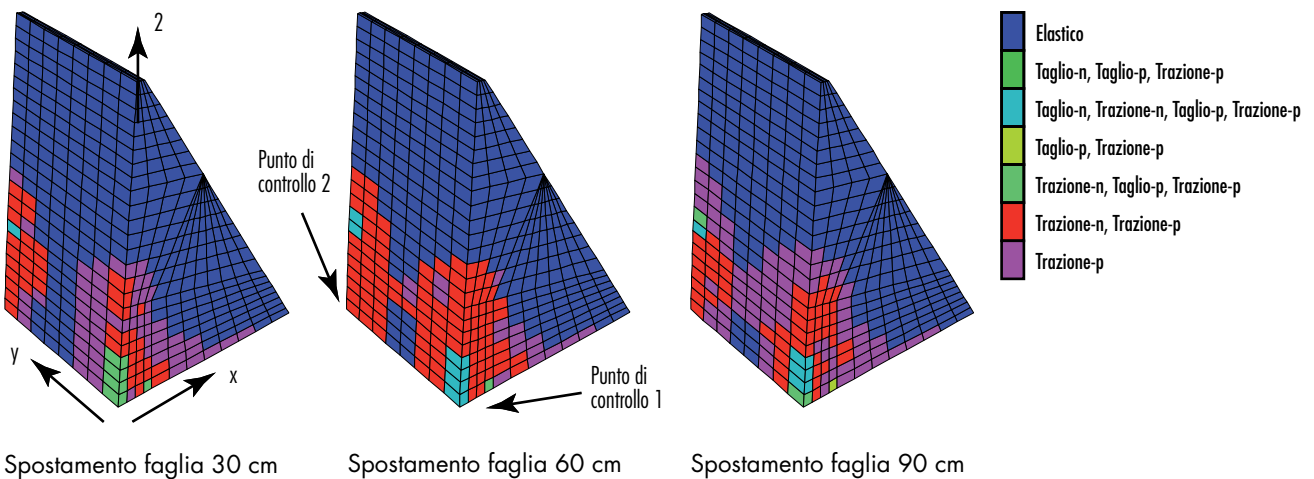 2
y
x
Punto di
controllo 2
Punto di
controllo 1
Elastico
Taglio-n, Taglio-p, Trazione-p
Taglio-n, Trazione-n, Taglio-p, Trazione-p
Taglio-p, Trazione-p
Trazione-n, Taglio-p, Trazione-p
Trazione-n, Trazione-p
Trazione-p
Spostamento faglia 30 cm
Spostamento faglia 60 cm
Spostamento faglia 90 cm